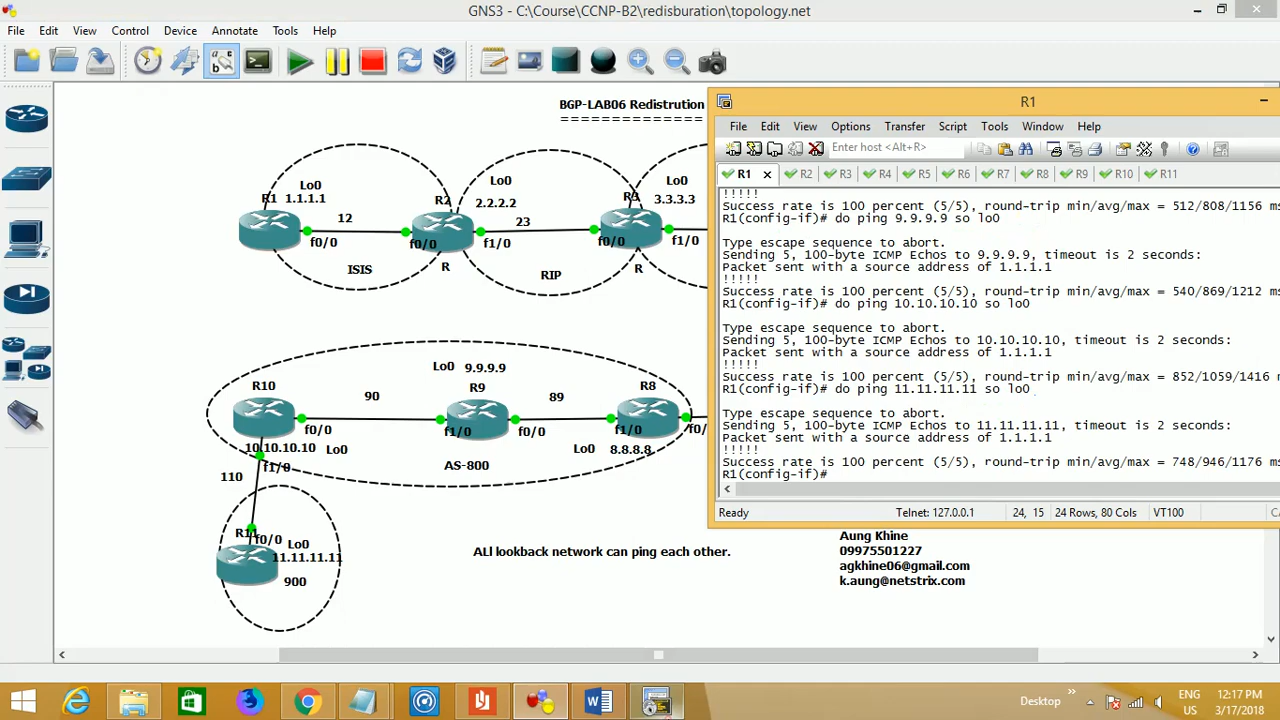 GNS3 - C:\Course\CCNP-B2\redisburation\topology.net
File Edit View Control Device Annotate Tools Help
BGP-LAB06 Redistrution
==============
R1
Lo0
1.1.1.1
12
f0/0
ISIS
R2
f0/0
R
Lo0
2.2.2.2
23
f1/0
RIP
R3
f0/0
R
Lo0
3.3.3.3
f1/0
R10
90
f0/0
10.10.10.10 Lo0
f1/0
110
Lo0 9.9.9.9
R9
f1/0
f0/0
89
AS-800
R8
f1/0
Lo0 8.8.8.8
f0/
R11
f0/0
Lo0
11.11.11.11
900
ALl lookback network can ping each other.
Aung Khine
09975501227
agkhine06@gmail.com
k.aung@netstrix.com
R1
File Edit View Options Transfer Script Tools Window Help
Enter host <Alt+R>
R1 R2 R3 R4 R5 R6 R7 R8 R9 R10 R11
!!!!!
Success rate is 100 percent (5/5), round-trip min/avg/max = 512/808/1156 ms
R1(config-if)# do ping 9.9.9.9 so lo0
Type escape sequence to abort.
Sending 5, 100-byte ICMP Echos to 9.9.9.9, timeout is 2 seconds:
Packet sent with a source address of 1.1.1.1
!!!!!
Success rate is 100 percent (5/5), round-trip min/avg/max = 540/869/1212 ms
R1(config-if)# do ping 10.10.10.10 so lo0
Type escape sequence to abort.
Sending 5, 100-byte ICMP Echos to 10.10.10.10, timeout is 2 seconds:
Packet sent with a source address of 1.1.1.1
!!!!!
Success rate is 100 percent (5/5), round-trip min/avg/max = 852/1059/1416 m
R1(config-if)# do ping 11.11.11.11 so lo0
Type escape sequence to abort.
Sending 5, 100-byte ICMP Echos to 11.11.11.11, timeout is 2 seconds:
Packet sent with a source address of 1.1.1.1
!!!!!
Success rate is 100 percent (5/5), round-trip min/avg/max = 748/946/1176 ms
R1(config-if)#
Ready Telnet: 127.0.0.1 24, 15 24 Rows, 80 Cols VT100
Desktop
ENG
US
12:17 PM
3/17/2018